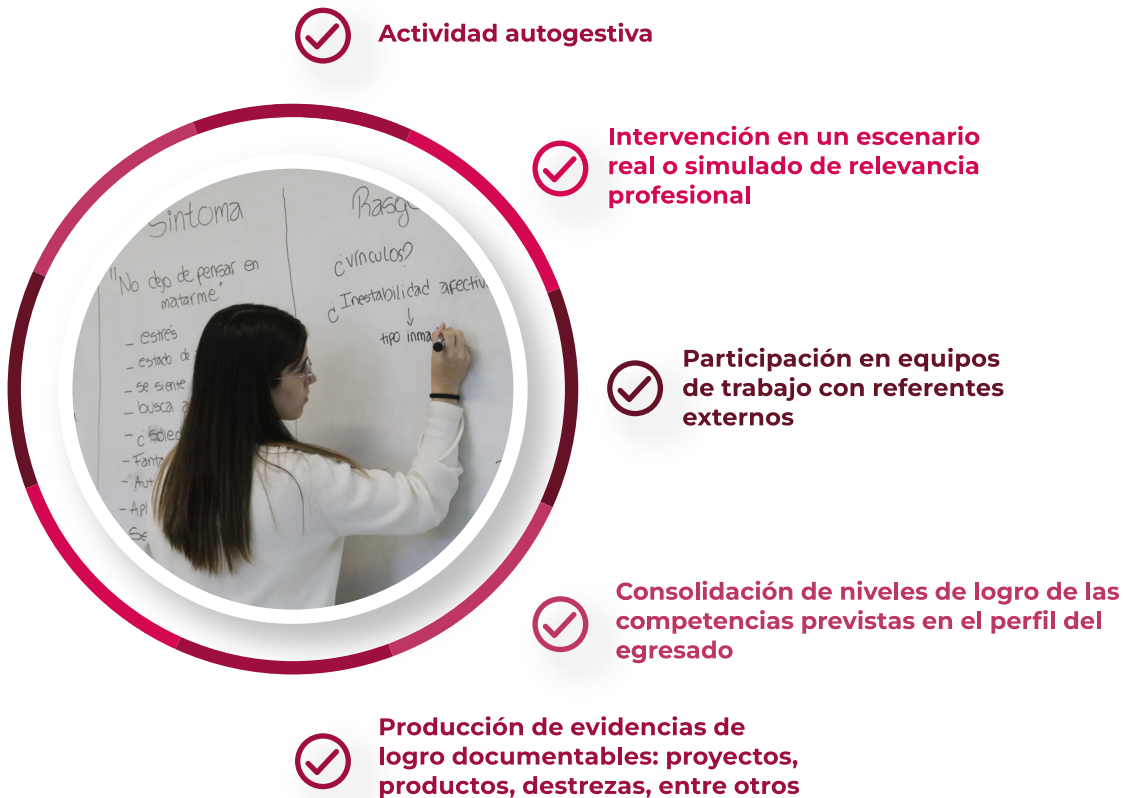 Actividad autogestiva
Intervención en un escenario
real o simulado de relevancia
profesional
Participación en equipos
de trabajo con referentes
externos
Consolidación de niveles de logro de las
competencias previstas en el perfil del
egresado
Producción de evidencias de
logro documentables: proyectos,
productos, destrezas, entre otros
Síntoma
"No dejo de pensar en
matarme"
- estrés
- estado de
- se siente
- busca
-
-
-
-
Se
¿vínculos?
¿Inestabilidad
↓
tipo